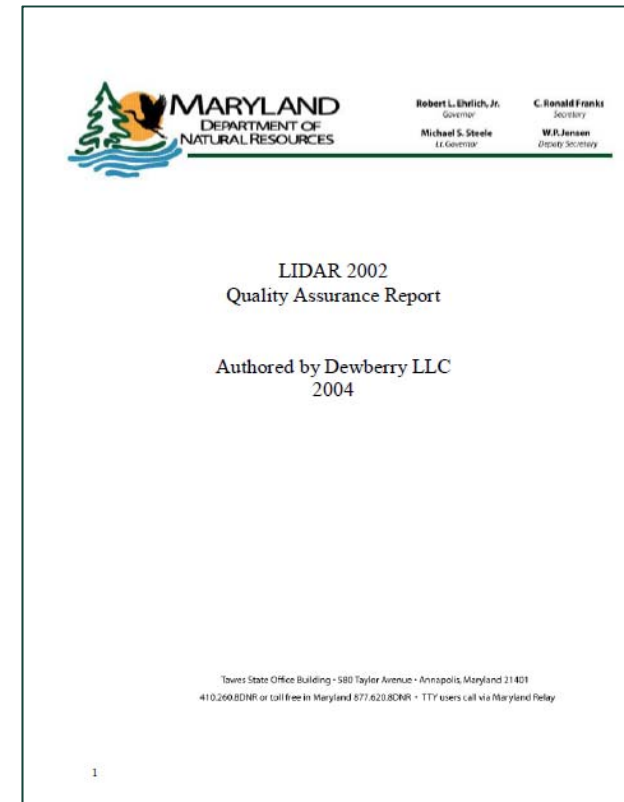 MARYLAND
DEPARTMENT OF
NATURAL RESOURCES
Robert L. Ehrlich, Jr.
Governor
Michael S. Steele
Lt. Governor
C. Ronald Franks
Secretary
W.P. Jensen
Deputy Secretary
LIDAR 2002
Quality Assurance Report
Authored by Dewberry LLC
2004
Tawes State Office Building • 580 Taylor Avenue • Annapolis, Maryland 21401
410.260.8DNR or toll free in Maryland 877.620.8DNR • TTY users call via Maryland Relay
1